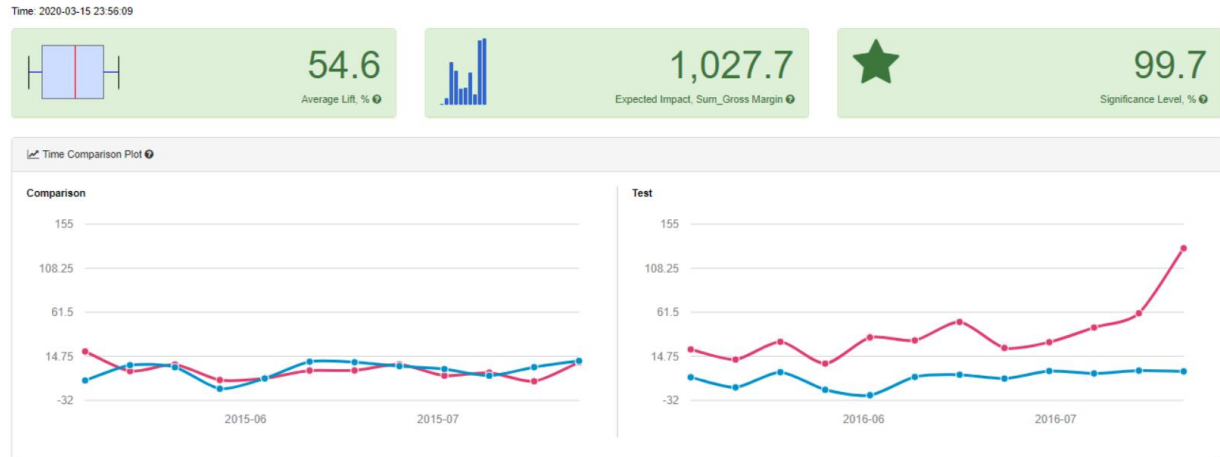 Time: 2020-03-15 23:56:09
54.6
Average Lift, %
1,027.7
Expected Impact, Sum_Gross Margin
99.7
Significance Level, %
Time Comparison Plot
Comparison
155
108.25
61.5
14.75
-32
2015-06
2015-07
Test
155
108.25
61.5
14.75
-32
2016-06
2016-07